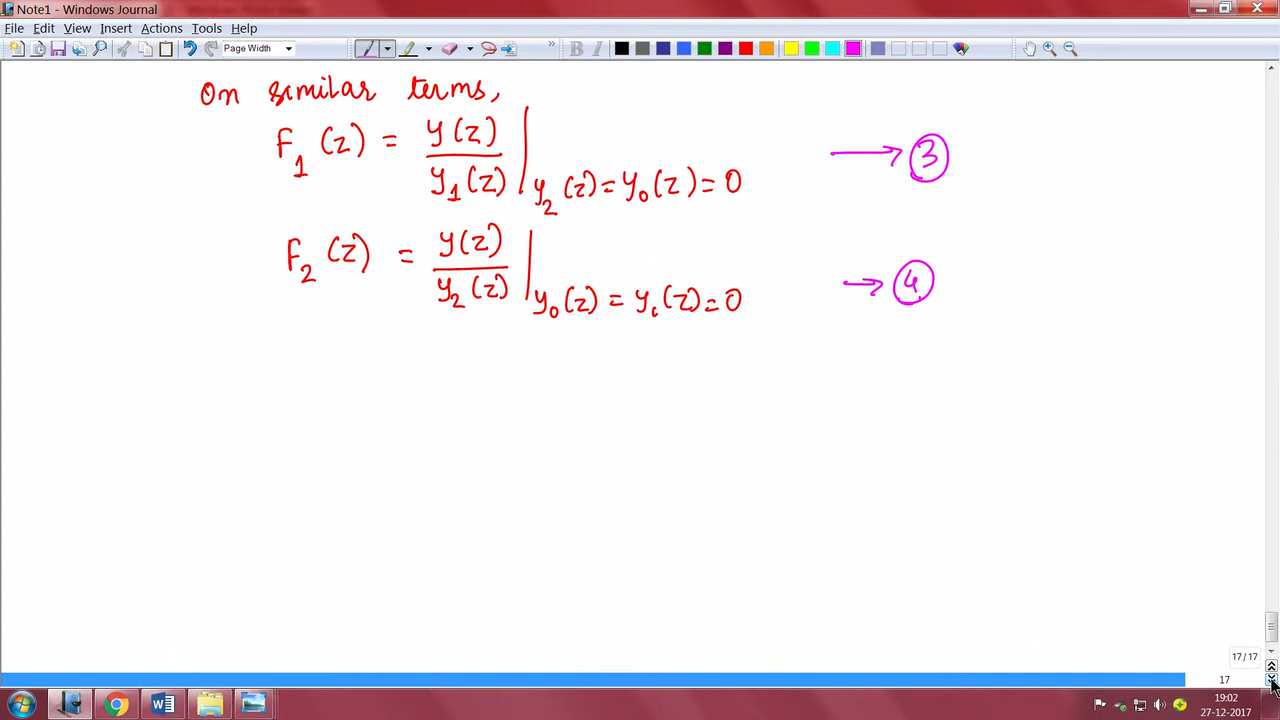 Note1 - Windows Journal
File Edit View Insert Actions Tools Help
Page Width
On similar terms,
F₁(z) = y(z) / y₁(z) | y₂(z) = y₀(z) = 0 → ③
F₂(z) = y(z) / y₂(z) | y₀(z) = y₁(z) = 0 → ④
17 / 17
17
19:02
27-12-2017